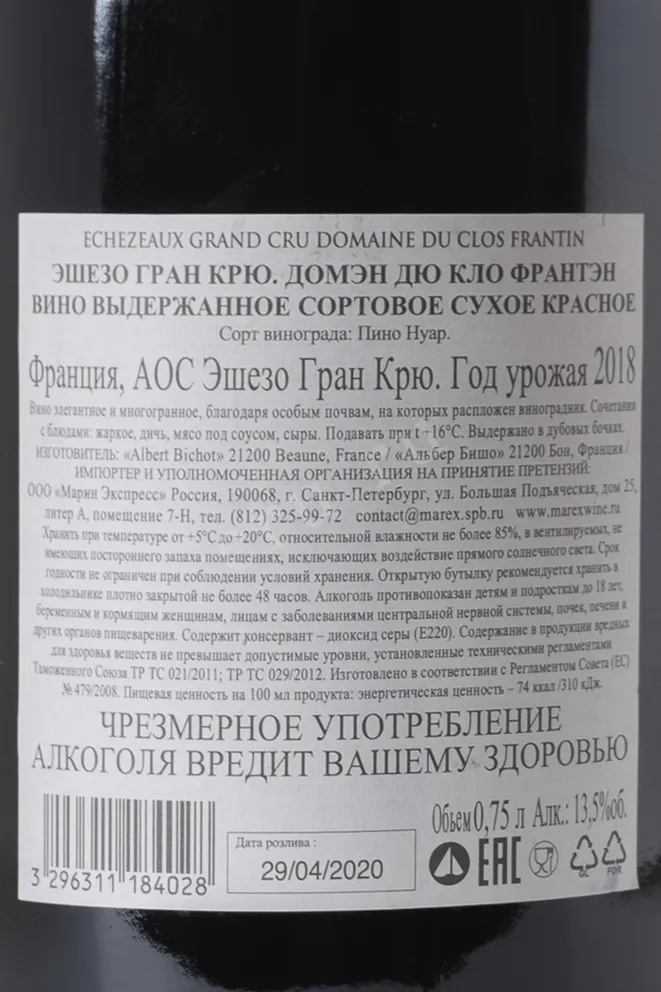 ECHEZEAUX GRAND CRU DOMAINE DU CLOS FRANTIN
ЭШЕЗО ГРАН КРЮ. ДОМЭН ДЮ КЛО ФРАНТЭН
ВИНО ВЫДЕРЖАННОЕ СОРТОВОЕ СУХОЕ КРАСНОЕ
Сорт винограда: Пино Нуар.
Франция, АОС Эшезо Гран Крю. Год урожая 2018
Вино элегантное и многогранное, благодаря особым почвам, на которых распложен виноградник. Сочетания
с блюдами: жаркое, дичь, мясо под соусом, сыры. Подавать при t +16°C. Выдержано в дубовых бочках.
ИЗГОТОВИТЕЛЬ: «Albert Bichot» 21200 Beaune, France / «Альбер Бишо» 21200 Бон, Франция /
ИМПОРТЕР И УПОЛНОМОЧЕННАЯ ОРГАНИЗАЦИЯ НА ПРИНЯТИЕ ПРЕТЕНЗИЙ:
ООО «Марин Экспресс» Россия, 190068, г. Санкт-Петербург, ул. Большая Подъяческая, дом 25,
литер А, помещение 7-Н, тел. (812) 325-99-72 contact@marex.spb.ru www.marexwine.ru
Хранить при температуре от +5°С до +20°С, относительной влажности не более 85%, в вентилируемых, не
имеющих постороннего запаха помещениях, исключающих воздействие прямого солнечного света. Срок
годности не ограничен при соблюдении условий хранения. Открытую бутылку рекомендуется хранить в
холодильнике плотно закрытой не более 48 часов. Алкоголь противопоказан детям и подросткам до 18 лет,
беременным и кормящим женщинам, лицам с заболеваниями центральной нервной системы, почек, печени и
других органов пищеварения. Содержит консервант – диоксид серы (Е220). Содержание в продукции вредных
для здоровья веществ не превышает допустимые уровни, установленные техническими регламентами
Таможенного Союза ТР ТС 021/2011; ТР ТС 029/2012. Изготовлено в соответствии с Регламентом Совета (ЕС)
№ 479/2008. Пищевая ценность на 100 мл продукта: энергетическая ценность – 74 ккал /310 кДж.
ЧРЕЗМЕРНОЕ УПОТРЕБЛЕНИЕ
АЛКОГОЛЯ ВРЕДИТ ВАШЕМУ ЗДОРОВЬЮ
Объем 0,75 л Алк.: 13,5%об.
Дата розлива :
29/04/2020
EAC
GL
FOR
3 296311 184028